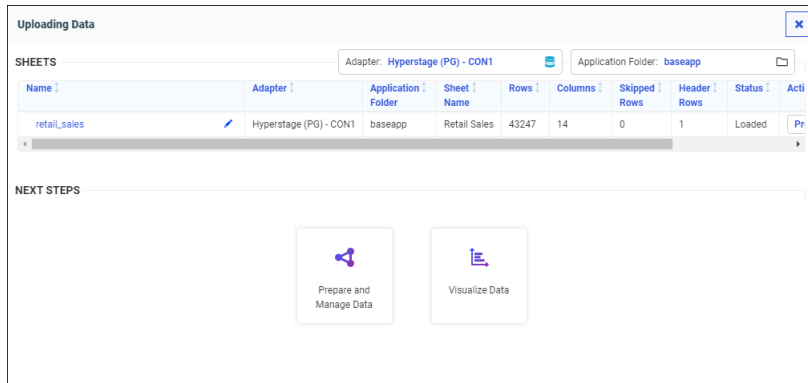 Uploading Data
SHEETS
Adapter: Hyperstage (PG) - CON1
Application Folder: baseapp
Name Adapter Application Folder Sheet Name Rows Columns Skipped Rows Header Rows Status Acti
retail_sales Hyperstage (PG) - CON1 baseapp Retail Sales 43247 14 0 1 Loaded Pr
NEXT STEPS
Prepare and
Manage Data
Visualize Data